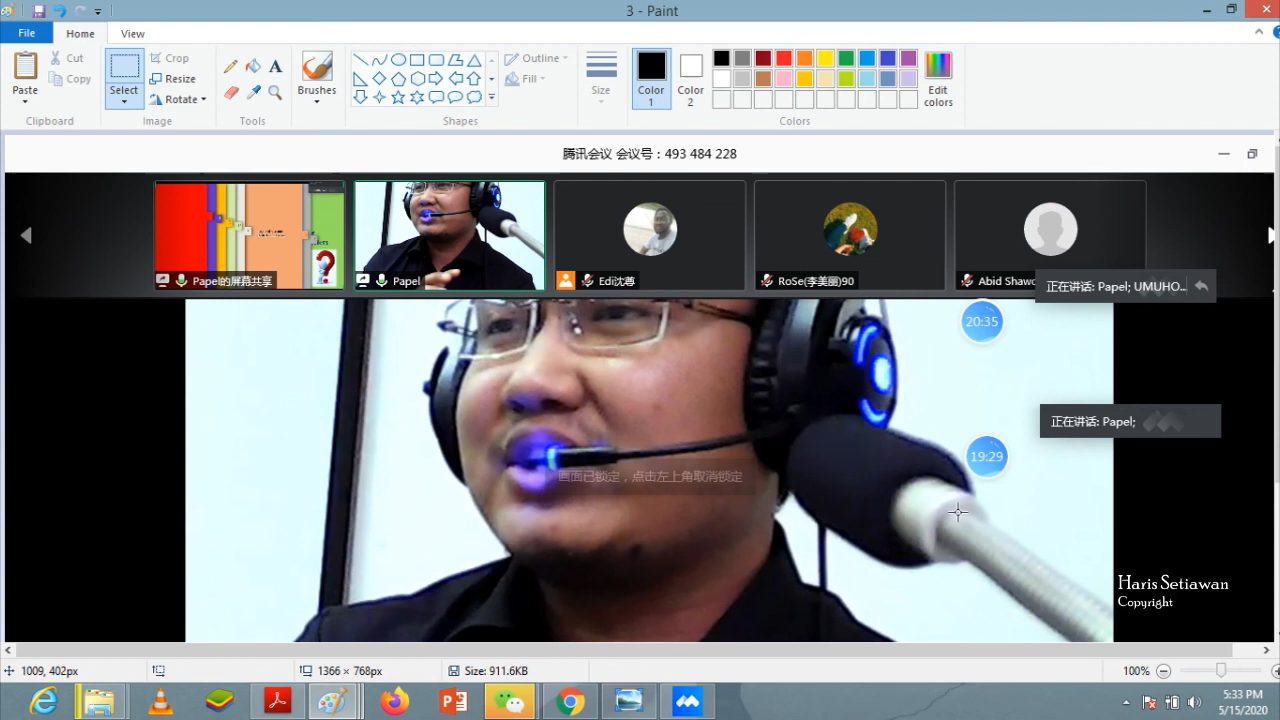 3 - Paint
File
Home
View
Paste
Cut
Copy
Clipboard
Select
Crop
Resize
Rotate
Image
Tools
Brushes
Outline
Fill
Shapes
Size
Color 1
Color 2
Edit colors
Colors
腾讯会议 会议号：493 484 228
Papel的屏幕共享
Papel
Edi沈尊
RoSe(李美丽)90
Abid Shawo
正在讲话: Papel; UMUHO...
20:35
正在讲话: Papel;
19:29
画面已锁定，点击左上角取消锁定
Haris Setiawan
Copyright
1009, 402px
1366 × 768px
Size: 911.6KB
100%
5:33 PM
5/15/2020